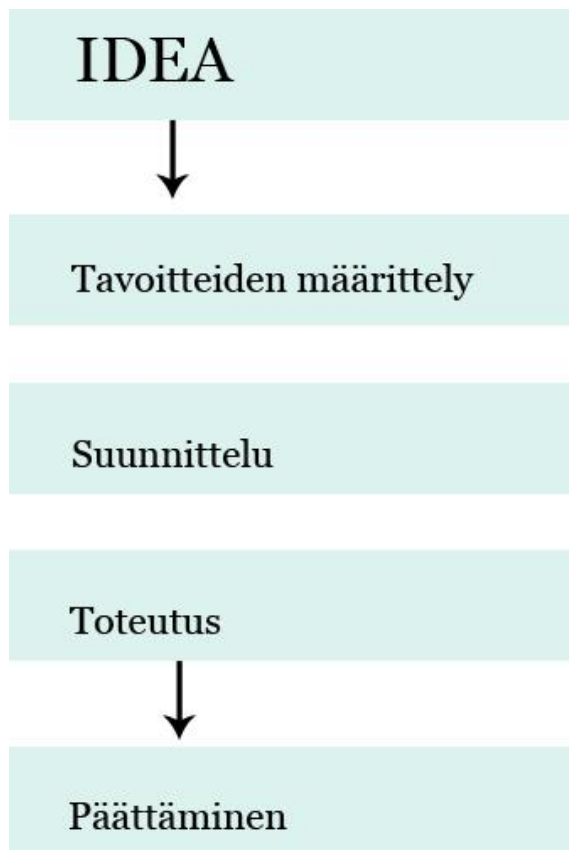 IDEA
Tavoitteiden määrittely
Suunnittelu
Toteutus
Päättäminen